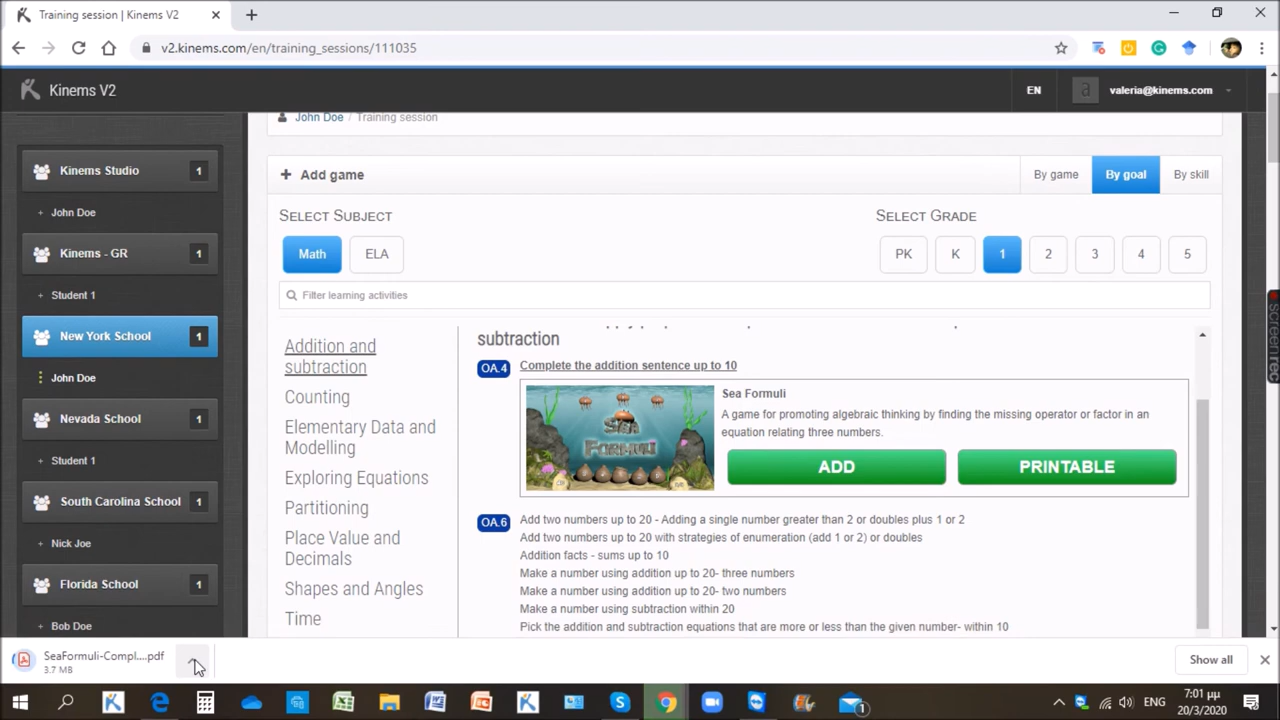 Training session | Kinems V2
v2.kinems.com/en/training_sessions/111035
Kinems V2
EN
valeria@kinems.com
John Doe / Training session
Kinems Studio 1
+ John Doe
Kinems - GR 1
+ Student 1
New York School 1
John Doe
Nevada School 1
+ Student 1
South Carolina School 1
+ Nick Joe
Florida School 1
+ Bob Doe
+ Add game
By game
By goal
By skill
SELECT SUBJECT
SELECT GRADE
Math
ELA
PK
K
1
2
3
4
5
Filter learning activities
Addition and
subtraction
Counting
Elementary Data and
Modelling
Exploring Equations
Partitioning
Place Value and
Decimals
Shapes and Angles
Time
subtraction
OA.4 Complete the addition sentence up to 10
SEA
FORMULI
Sea Formuli
A game for promoting algebraic thinking by finding the missing operator or factor in an
equation relating three numbers.
ADD
PRINTABLE
OA.6 Add two numbers up to 20 - Adding a single number greater than 2 or doubles plus 1 or 2
Add two numbers up to 20 with strategies of enumeration (add 1 or 2) or doubles
Addition facts - sums up to 10
Make a number using addition up to 20- three numbers
Make a number using addition up to 20- two numbers
Make a number using subtraction within 20
Pick the addition and subtraction equations that are more or less than the given number- within 10
screenrec
SeaFormuli-Compl....pdf
3.7 MB
Show all
ENG
7:01 μμ
20/3/2020
1